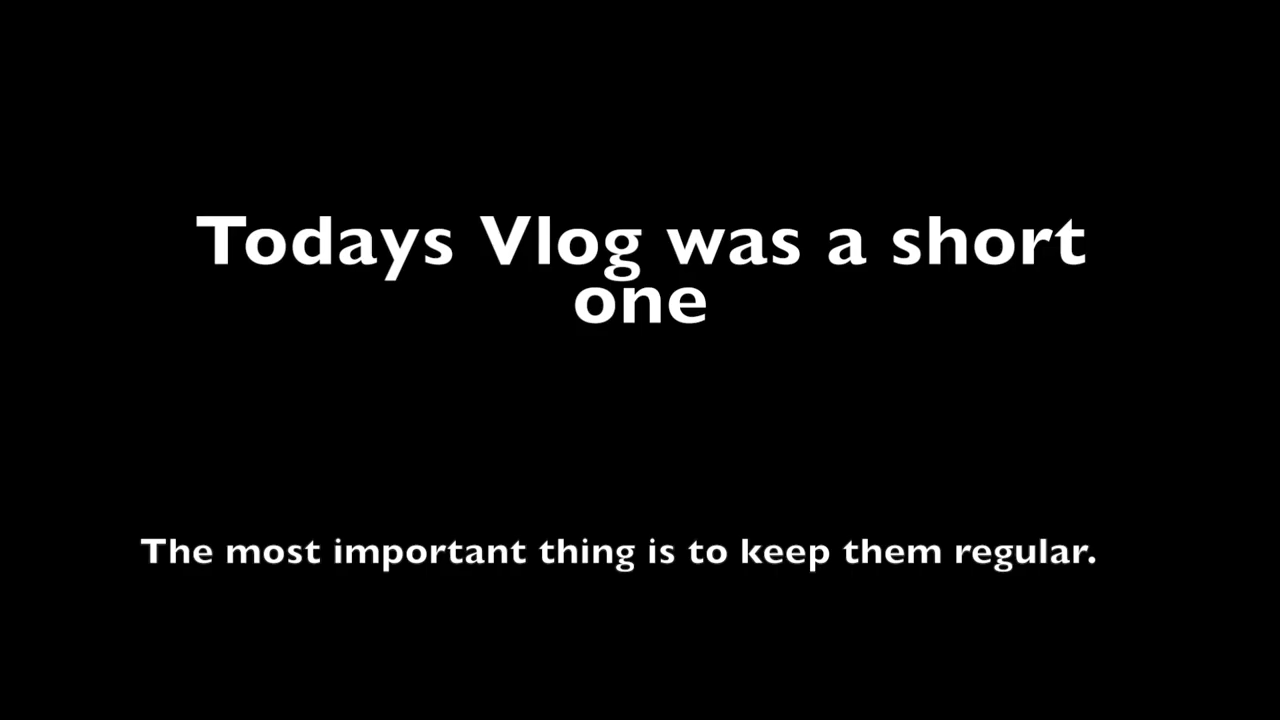 Todays Vlog was a short
one
The most important thing is to keep them regular.